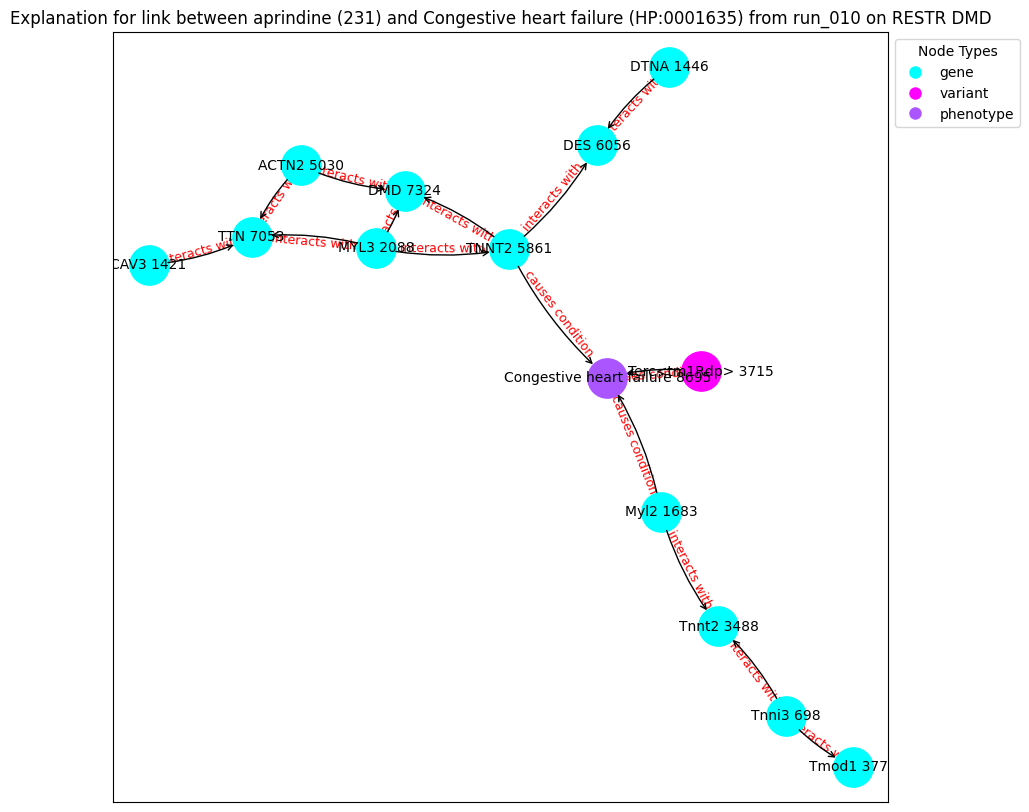 Explanation for link between aprindine (231) and Congestive heart failure (HP:0001635) from run_010 on RESTR DMD
Node Types
gene
variant
phenotype
DTNA 1446
interacts with
DES 6056
ACTN2 5030
interacts with
DMD 7324
interacts with
interacts with
interacts with
TTN 7058
interacts with
MYL3 2088
interacts with
TNNT2 5861
CAV3 1421
interacts with
causes condition
Congestive heart failure 8695
3715
causes condition
Myl2 1683
interacts with
Tnnt2 3488
interacts with
Tnni3 698
interacts with
Tmod1 377